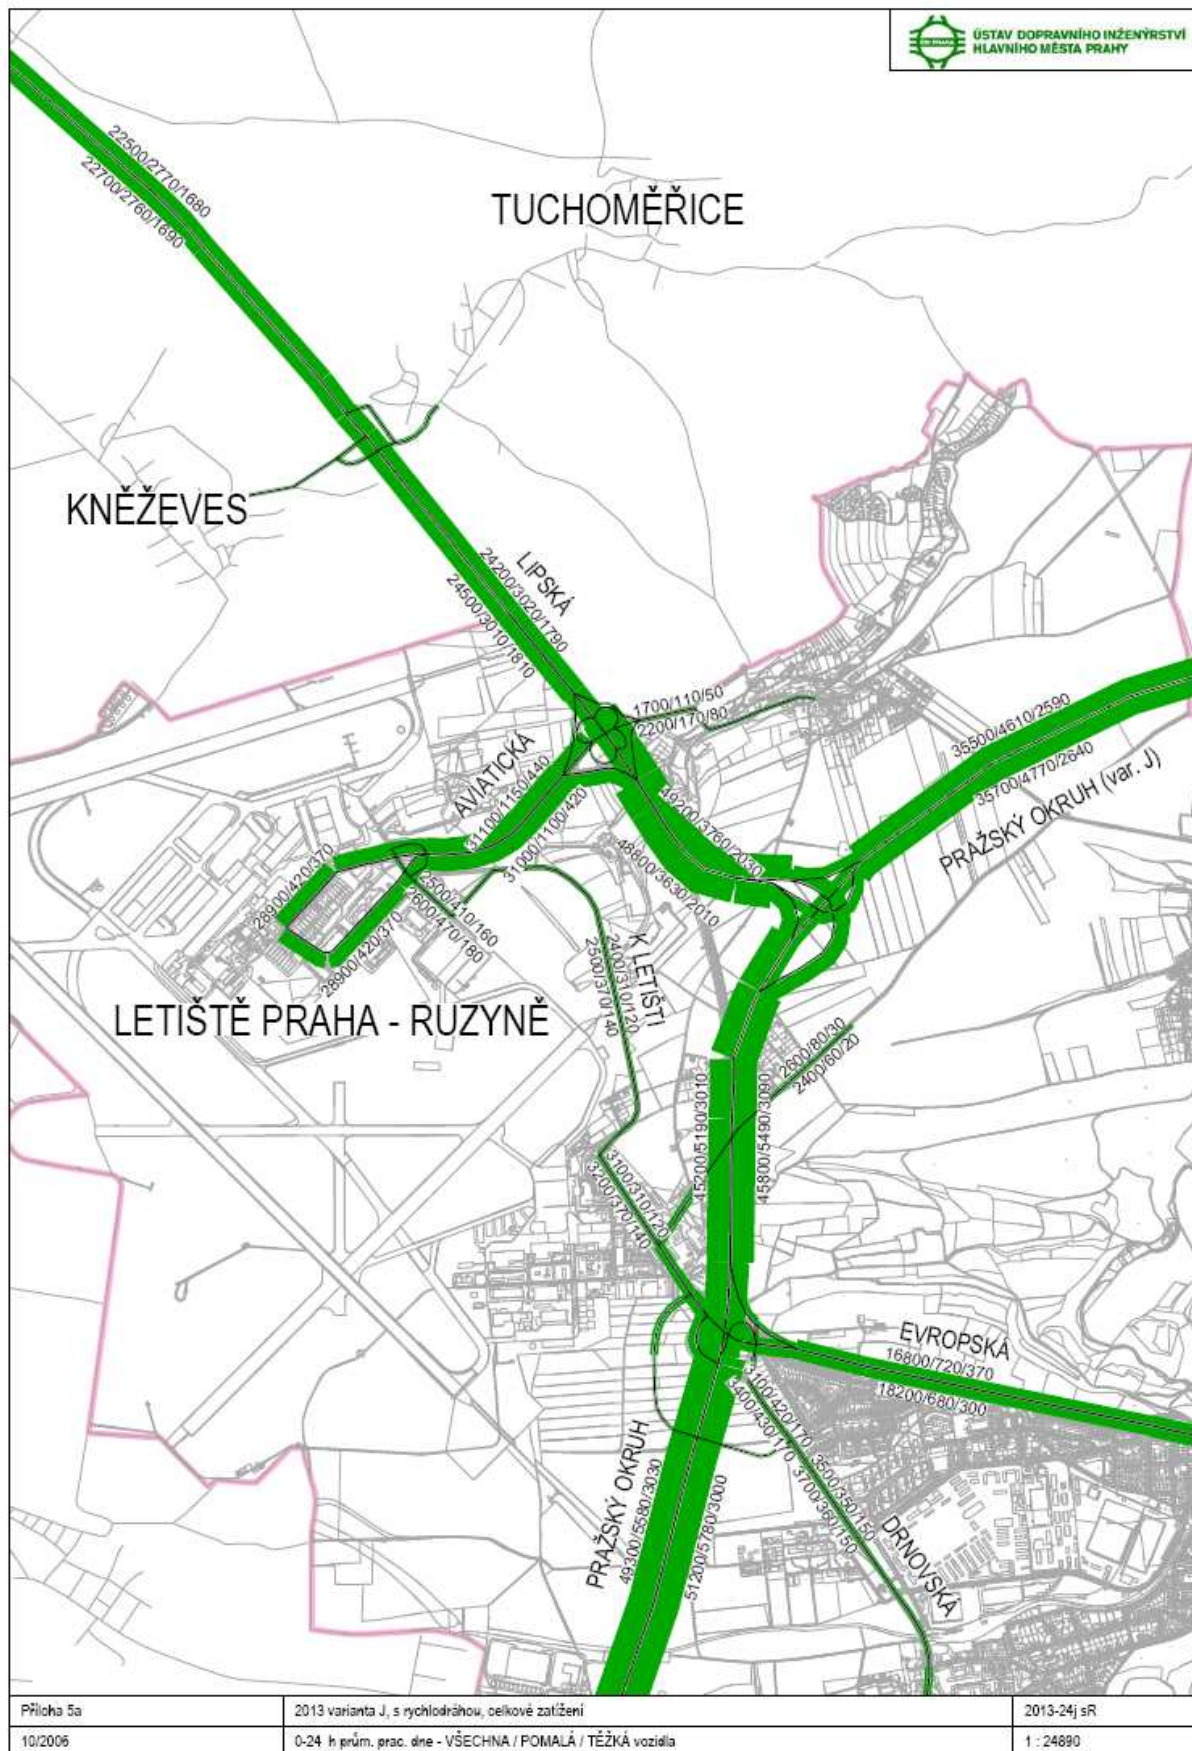 ÚSTAV DOPRAVNÍHO INŽENÝRSTVÍ
HLAVNÍHO MĚSTA PRAHY
22500/2770/1680
22700/2760/1690
TUCHOMĚŘICE
KNĚŽEVES
LIPSKÁ
24200/3020/1790
24500/3010/1810
1700/110/50
2200/170/80
35500/4610/2590
35700/4770/2640
PRAŽSKÝ OKRUH (var. J)
AVIATICKÁ
31100/1150/440
31000/1100/420
49200/3760/2030
48800/3630/2010
28900/420/370
28900/420/370
2500/410/160
2600/470/180
K LETIŠTI
2400/310/120
2500/370/140
LETIŠTĚ PRAHA - RUZYNĚ
2600/80/30
2400/60/20
45200/5190/3010
45800/5490/3090
3100/310/120
3200/370/140
EVROPSKÁ
16800/720/370
18200/680/300
3100/420/170
3400/430/170
3500/350/150
3700/360/150
DRNOVSKÁ
PRAŽSKÝ OKRUH
49300/5580/3030
51200/5780/3000
Příloha 5a
2013 varianta J, s rychlodráhou, celkové zatížení
2013-24j sR
10/2006
0-24 h prům. prac. dne - VŠECHNA / POMALÁ / TĚŽKÁ vozidla
1 : 24890